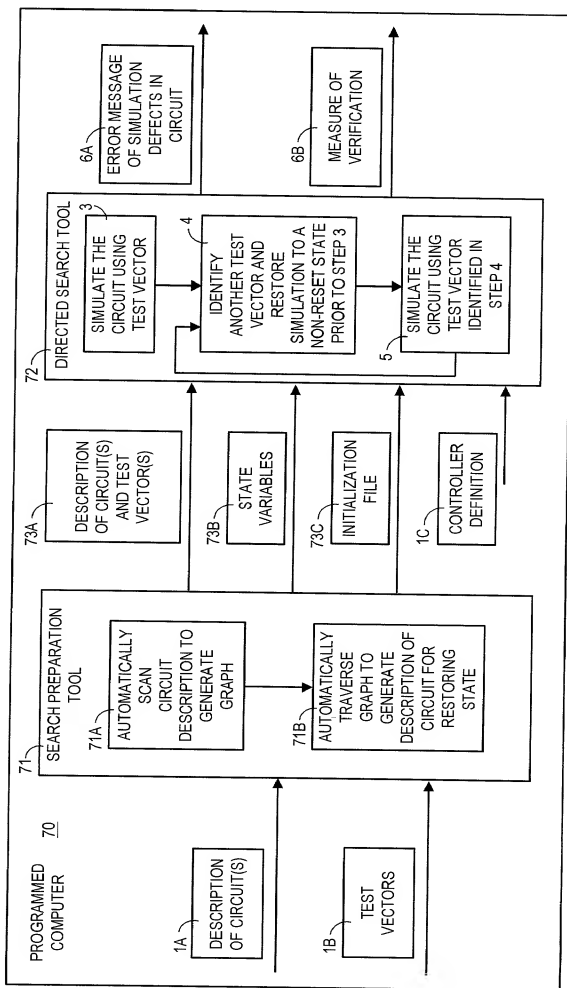 PROGRAMMED
COMPUTER
70
1A
DESCRIPTION
OF CIRCUIT(S)
1B
TEST
VECTORS
71
SEARCH PREPARATION
TOOL
71A
AUTOMATICALLY
SCAN
CIRCUIT
DESCRIPTION TO
GENERATE GRAPH
71B
AUTOMATICALLY
TRAVERSE
GRAPH TO
GENERATE
DESCRIPTION OF
CIRCUIT FOR
RESTORING
STATE
73A
DESCRIPTION
OF CIRCUIT(S)
AND TEST
VECTOR(S)
73B
STATE
VARIABLES
73C
INITIALIZATION
FILE
1C
CONTROLLER
DEFINITION
72
DIRECTED SEARCH TOOL
3
SIMULATE THE
CIRCUIT USING
TEST VECTOR
4
IDENTIFY
ANOTHER TEST
VECTOR AND
RESTORE
SIMULATION TO A
NON-RESET STATE
PRIOR TO STEP 3
5
SIMULATE THE
CIRCUIT USING
TEST VECTOR
IDENTIFIED IN
STEP 4
6A
ERROR MESSAGE
OF SIMULATION
DEFECTS IN
CIRCUIT
6B
MEASURE OF
VERIFICATION